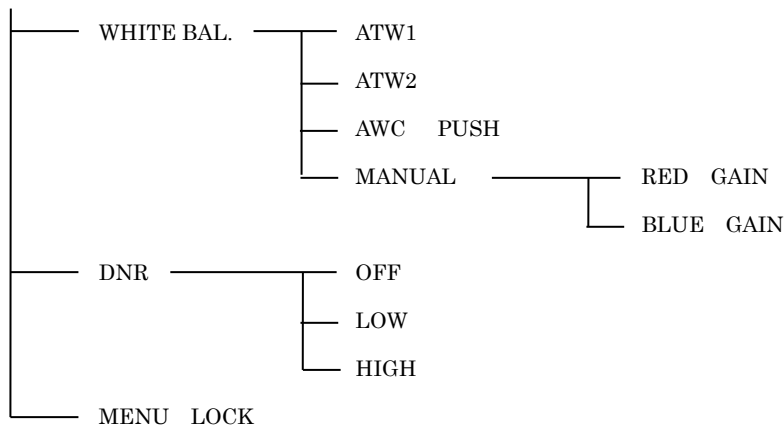 WHITE BAL. ATW1
ATW2
AWC PUSH
MANUAL RED GAIN
BLUE GAIN
DNR OFF
LOW
HIGH
MENU LOCK